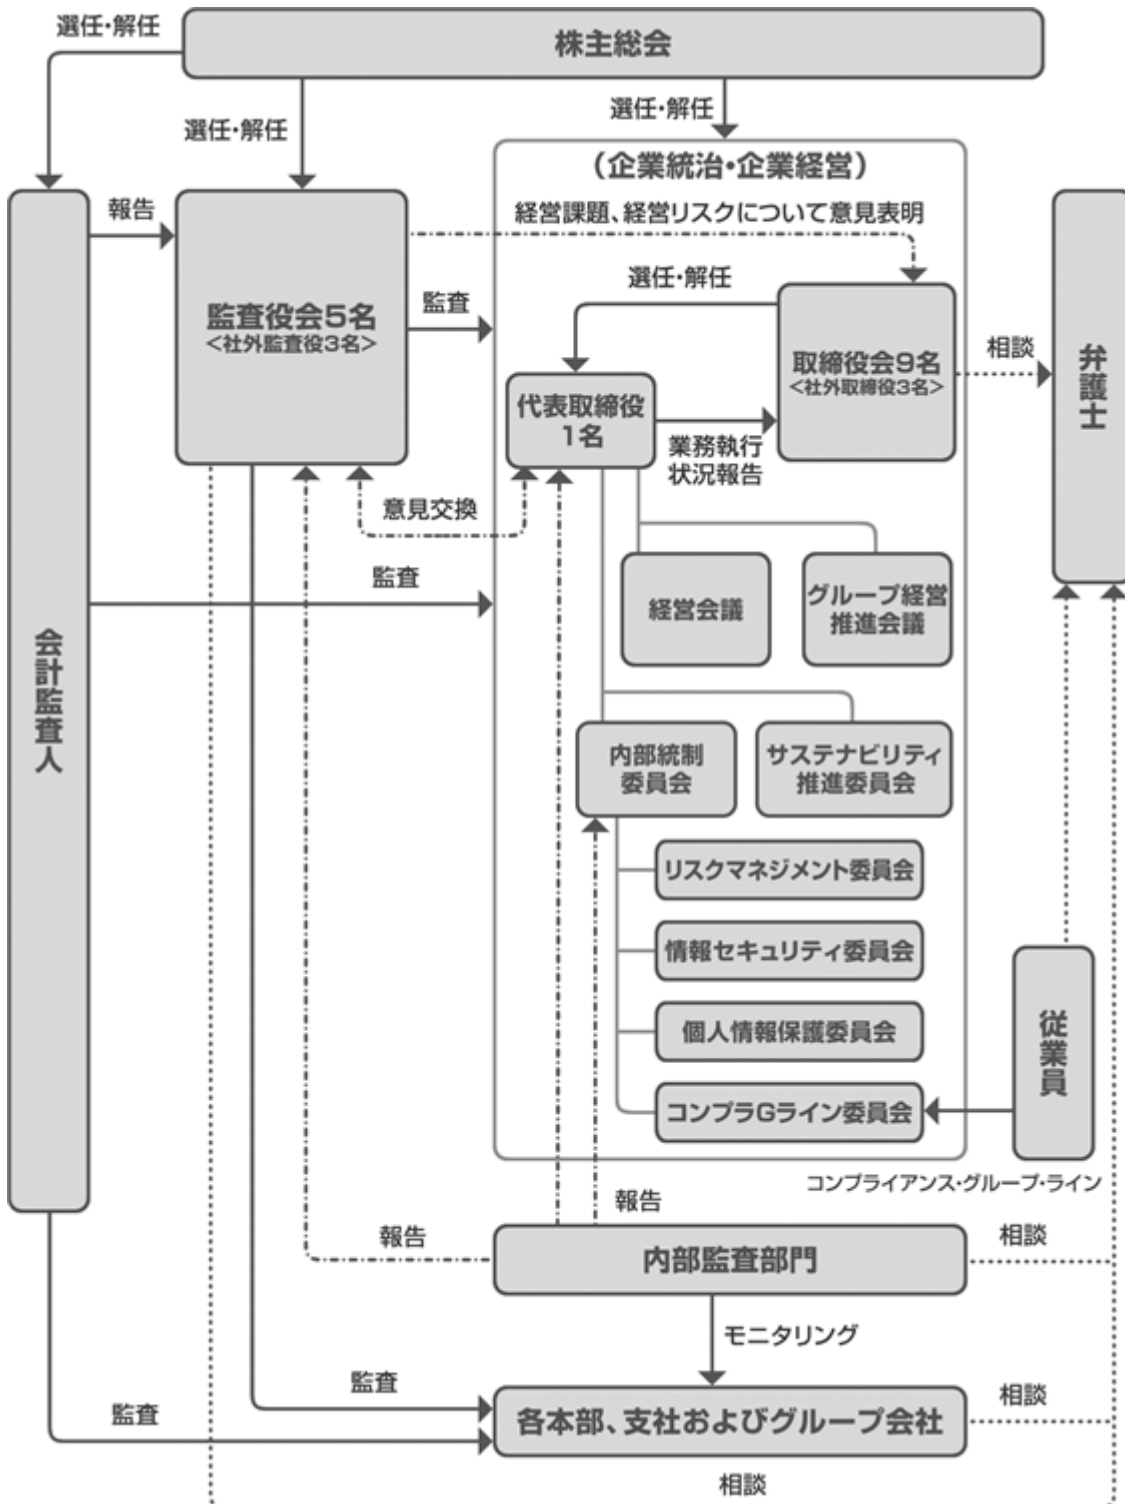 選任・解任
株主総会
選任・解任
選任・解任
(企業統治・企業経営)
報告
経営課題、経営リスクについて意見表明
選任・解任
監査役会5名
<社外監査役3名>
監査
取締役会9名
<社外取締役3名>
相談
弁護士
代表取締役
1名
業務執行
状況報告
意見交換
監査
経営会議
グループ経営
推進会議
会計監査人
内部統制
委員会
サステナビリティ
推進委員会
リスクマネジメント委員会
情報セキュリティ委員会
個人情報保護委員会
コンプラGライン委員会
従業員
コンプライアンス・グループ・ライン
報告
報告
内部監査部門
相談
モニタリング
監査
監査
各本部、支社およびグループ会社
相談
相談